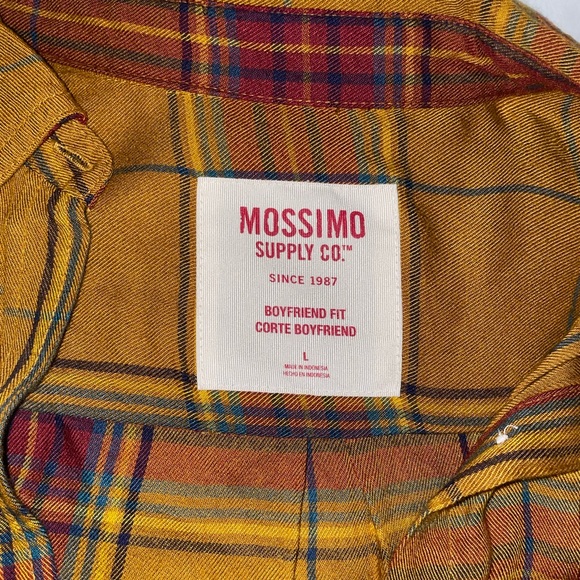 MOSSIMO
SUPPLY CO.™
SINCE 1987
BOYFRIEND FIT
CORTE BOYFRIEND
L
MADE IN INDONESIA
HECHO EN INDONESIA